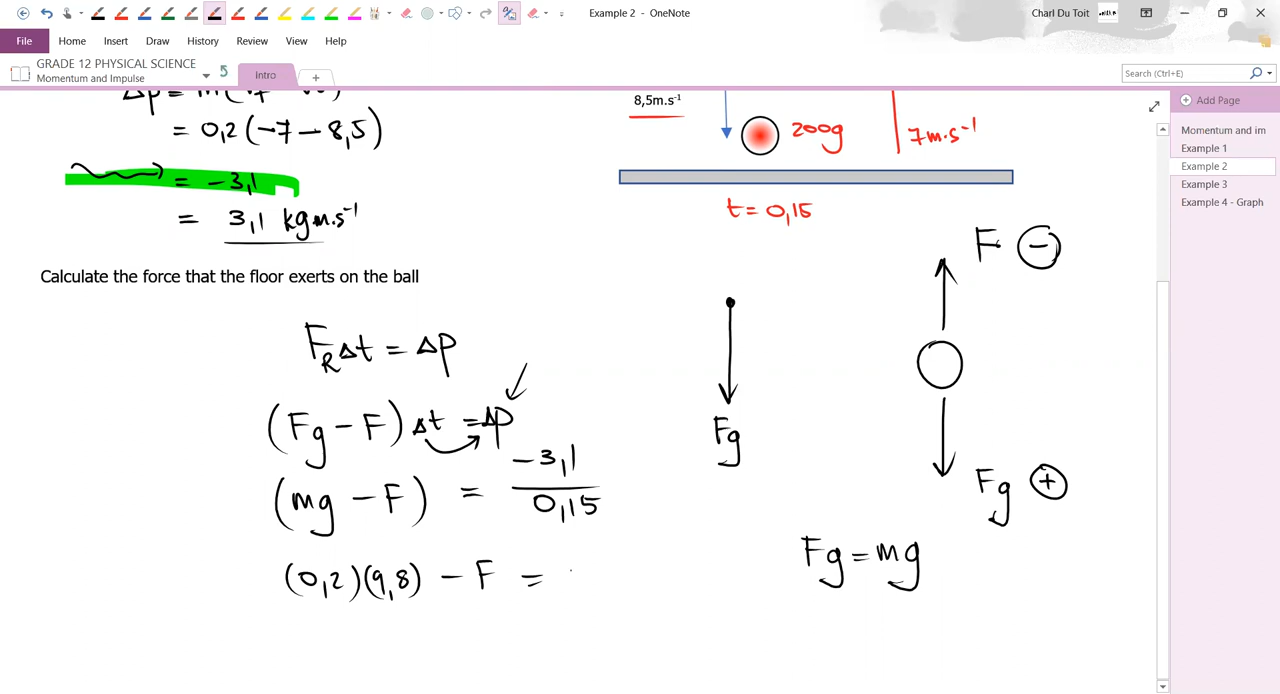 Example 2 - OneNote
Charl Du Toit
File Home Insert Draw History Review View Help
GRADE 12 PHYSICAL SCIENCE
Momentum and Impulse
Intro
+
Search (Ctrl+E)
Add Page
Momentum and im
Example 1
Example 2
Example 3
Example 4 - Graph
= 0,2 (-7 - 8,5)
= -3,1
= 3,1 kgm.s⁻¹
8,5m.s⁻¹
200g
7m.s⁻¹
t = 0,15
Calculate the force that the floor exerts on the ball
F_R Δt = Δp
(Fg - F) Δt = Δp
(mg - F) = -3,1 / 0,15
(0,2)(9,8) - F =
Fg
F -
Fg +
Fg = mg